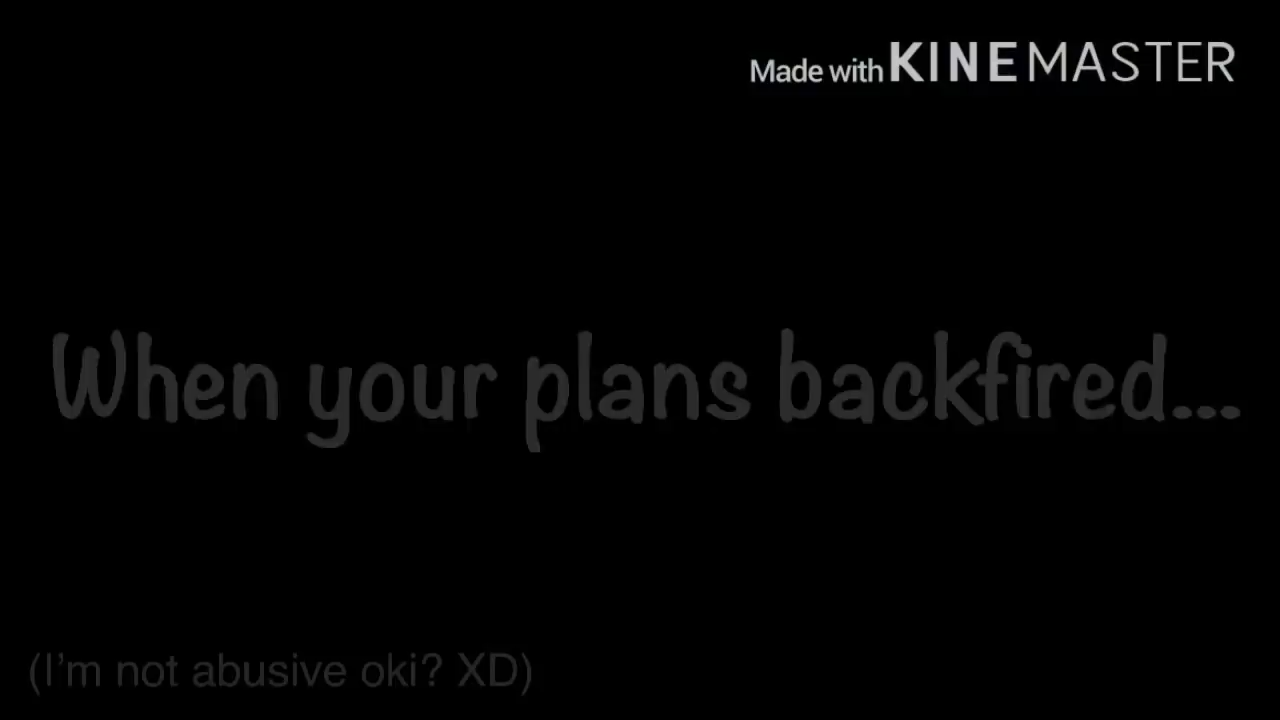 Made with KINEMASTER
When your plans backfired...
(I'm not abusive oki? XD)